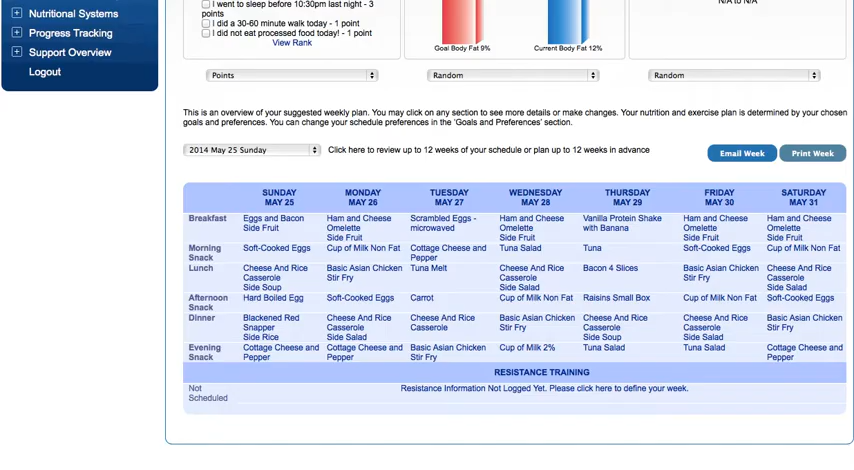 Nutritional Systems
Progress Tracking
Support Overview
Logout
I went to sleep before 10:30pm last night - 3
points
I did a 30-60 minute walk today - 1 point
I did not eat processed food today! - 1 point
View Rank
Goal Body Fat 9%
Current Body Fat 12%
N/A to N/A
Points
Random
Random
This is an overview of your suggested weekly plan. You may click on any section to see more details or make changes. Your nutrition and exercise plan is determined by your chosen
goals and preferences. You can change your schedule preferences in the 'Goals and Preferences' section.
2014 May 25 Sunday
Click here to review up to 12 weeks of your schedule or plan up to 12 weeks in advance
Email Week
Print Week
SUNDAY MONDAY TUESDAY WEDNESDAY THURSDAY FRIDAY SATURDAY
MAY 25 MAY 26 MAY 27 MAY 28 MAY 29 MAY 30 MAY 31
Breakfast Eggs and Bacon Ham and Cheese Scrambled Eggs - Ham and Cheese Vanilla Protein Shake Ham and Cheese Ham and Cheese
Side Fruit Omelette microwaved Omelette with Banana Omelette Omelette
Side Fruit Side Fruit Side Fruit Side Fruit
Morning Soft-Cooked Eggs Cup of Milk Non Fat Cottage Cheese and Tuna Salad Tuna Soft-Cooked Eggs Cup of Milk Non Fat
Snack Pepper
Lunch Cheese And Rice Basic Asian Chicken Tuna Melt Cheese And Rice Bacon 4 Slices Basic Asian Chicken Cheese And Rice
Casserole Stir Fry Casserole Stir Fry Casserole
Side Soup Side Salad Side Salad
Afternoon Hard Boiled Egg Soft-Cooked Eggs Carrot Cup of Milk Non Fat Raisins Small Box Cup of Milk Non Fat Soft-Cooked Eggs
Snack
Dinner Blackened Red Cheese And Rice Cheese And Rice Basic Asian Chicken Cheese And Rice Cheese And Rice Basic Asian Chicken
Snapper Casserole Casserole Stir Fry Casserole Casserole Stir Fry
Side Rice Side Salad Side Soup Side Salad
Evening Cottage Cheese and Cottage Cheese and Basic Asian Chicken Cup of Milk 2% Tuna Salad Tuna Salad Cottage Cheese and
Snack Pepper Pepper Stir Fry Pepper
RESISTANCE TRAINING
Not Resistance Information Not Logged Yet. Please click here to define your week.
Scheduled